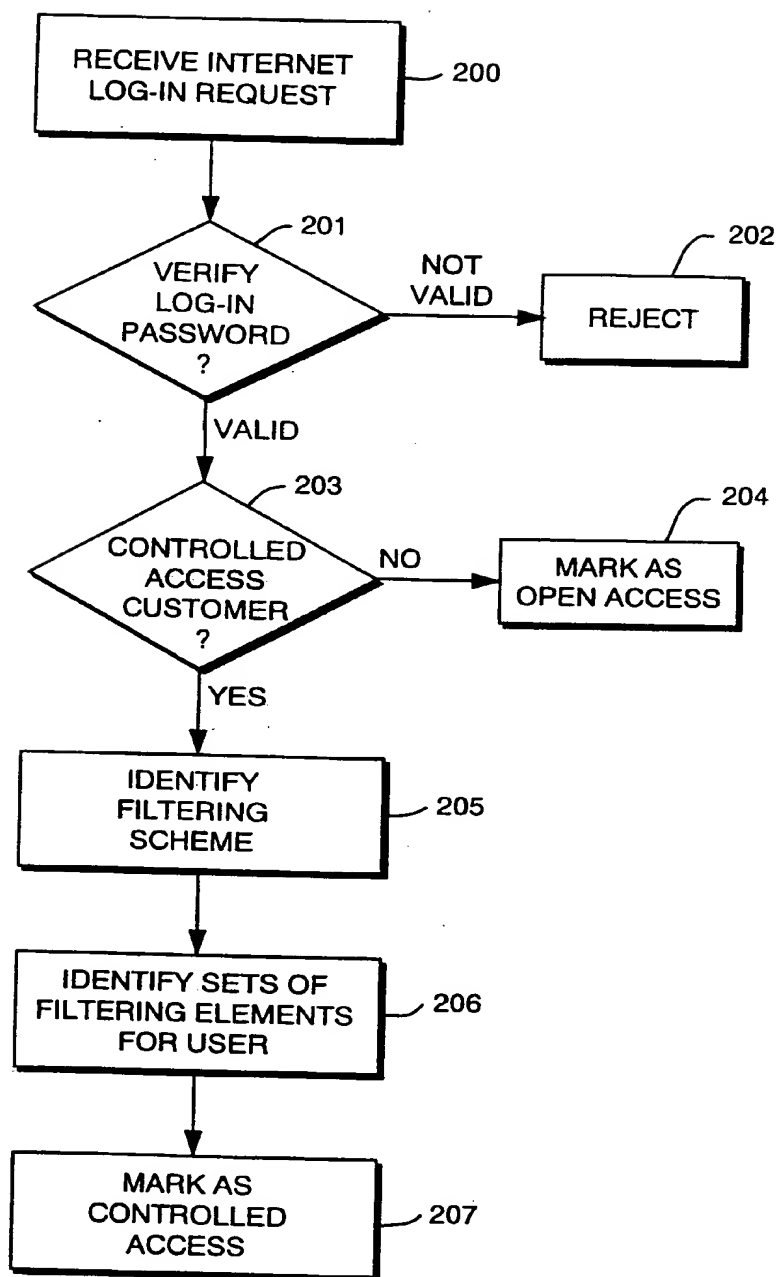 RECEIVE INTERNET
LOG-IN REQUEST
200
201
VERIFY
LOG-IN
PASSWORD
?
NOT
VALID
202
REJECT
VALID
203
CONTROLLED
ACCESS
CUSTOMER
?
NO
204
MARK AS
OPEN ACCESS
YES
IDENTIFY
FILTERING
SCHEME
205
IDENTIFY SETS OF
FILTERING ELEMENTS
FOR USER
206
MARK AS
CONTROLLED
ACCESS
207